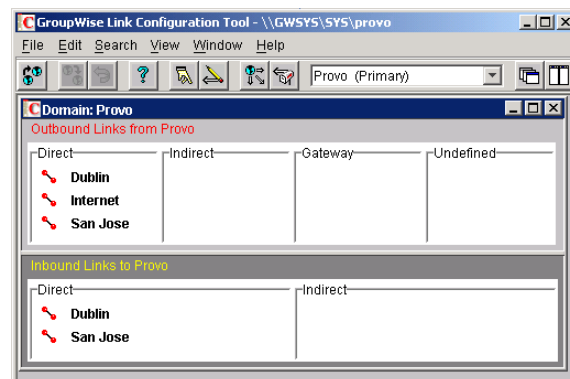 GroupWise Link Configuration Tool - \\GWSYS\SYS\provo
File Edit Search View Window Help
Provo (Primary)
Domain: Provo
Outbound Links from Provo
Direct Indirect Gateway Undefined
Dublin
Internet
San Jose
Inbound Links to Provo
Direct Indirect
Dublin
San Jose